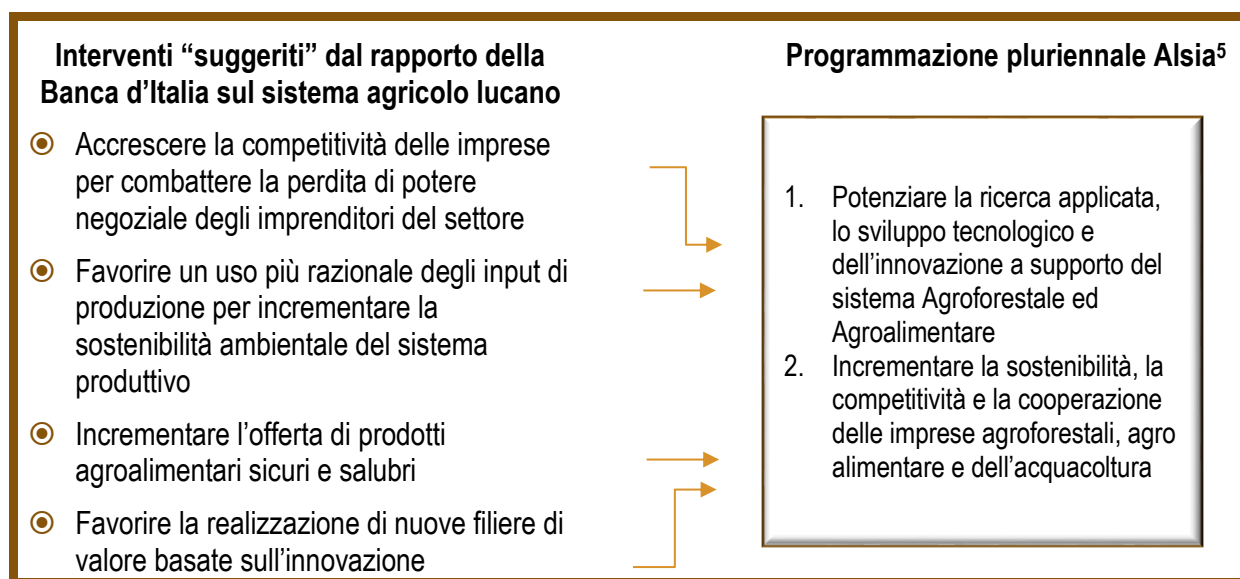 Interventi “suggeriti” dal rapporto della
Banca d’Italia sul sistema agricolo lucano
Accrescere la competitività delle imprese
per combattere la perdita di potere
negoziale degli imprenditori del settore
Favorire un uso più razionale degli input di
produzione per incrementare la
sostenibilità ambientale del sistema
produttivo
Incrementare l’offerta di prodotti
agroalimentari sicuri e salubri
Favorire la realizzazione di nuove filiere di
valore basate sull’innovazione
Programmazione pluriennale Alsia5
1. Potenziare la ricerca applicata,
lo sviluppo tecnologico e
dell’innovazione a supporto del
sistema Agroforestale ed
Agroalimentare
2. Incrementare la sostenibilità, la
competitività e la cooperazione
delle imprese agroforestali, agro
alimentare e dell’acquacoltura